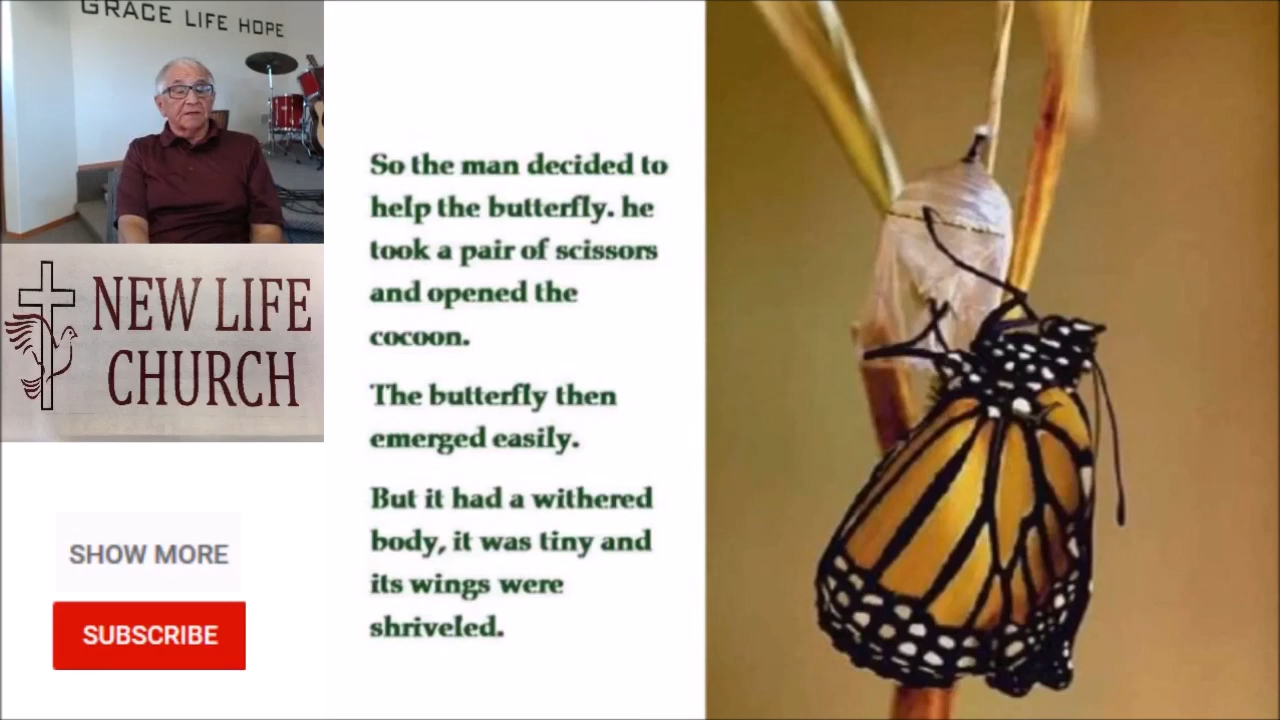 GRACE LIFE HOPE
NEW LIFE
CHURCH
SHOW MORE
SUBSCRIBE
So the man decided to
help the butterfly. he
took a pair of scissors
and opened the
cocoon.
The butterfly then
emerged easily.
But it had a withered
body, it was tiny and
its wings were
shriveled.